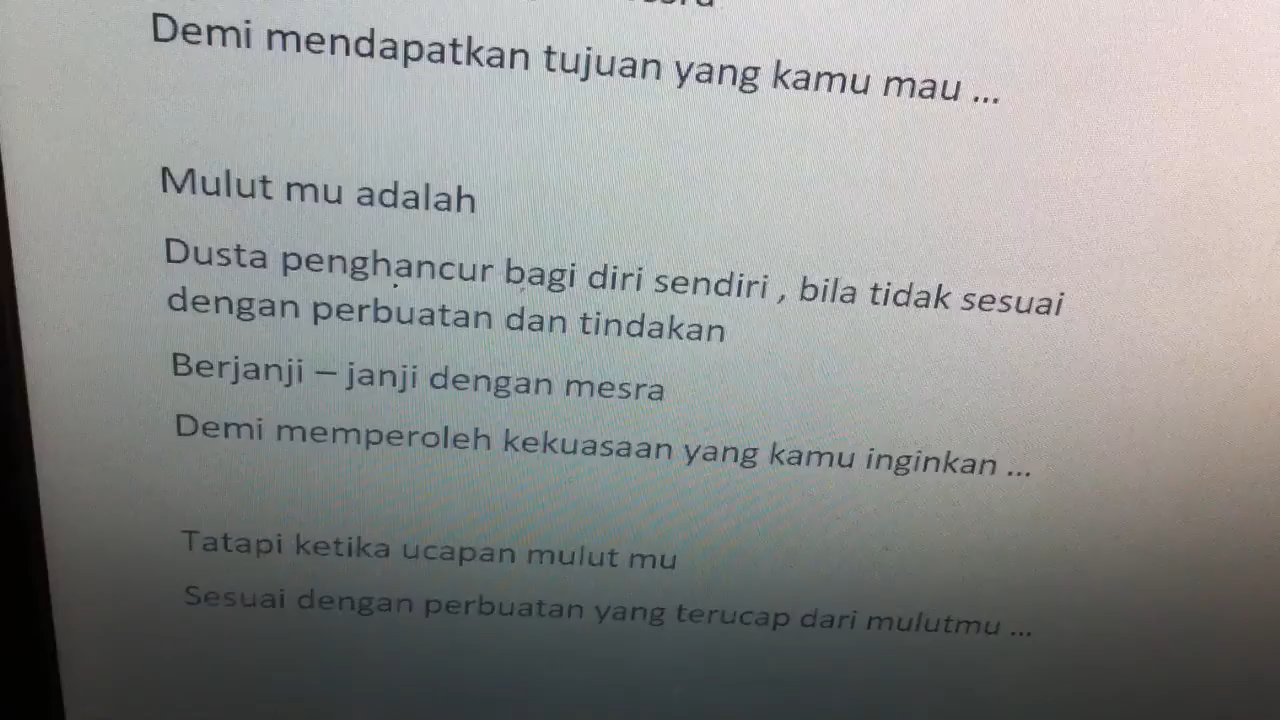 Demi mendapatkan tujuan yang kamu mau ...
Mulut mu adalah
Dusta penghancur bagi diri sendiri , bila tidak sesuai
dengan perbuatan dan tindakan
Berjanji – janji dengan mesra
Demi memperoleh kekuasaan yang kamu inginkan ...
Tatapi ketika ucapan mulut mu
Sesuai dengan perbuatan yang terucap dari mulutmu ...